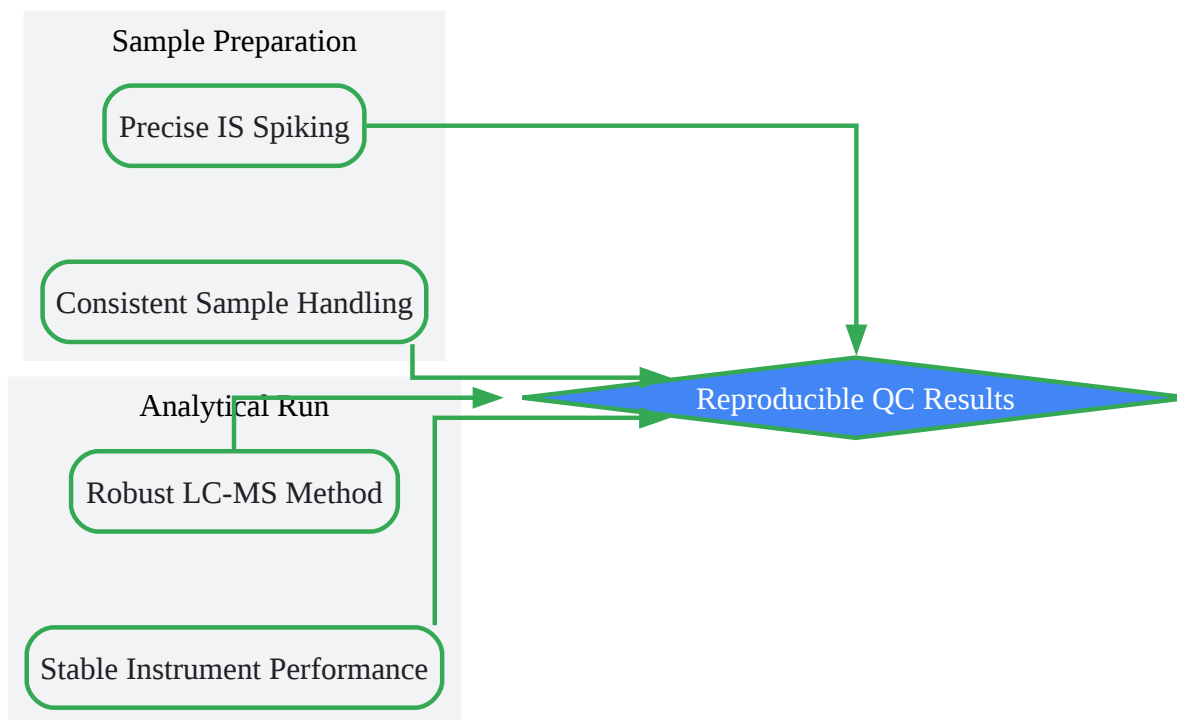 Sample Preparation
Precise IS Spiking
Consistent Sample Handling
Analytical Run
Reproducible QC Results
Robust LC-MS Method
Stable Instrument Performance